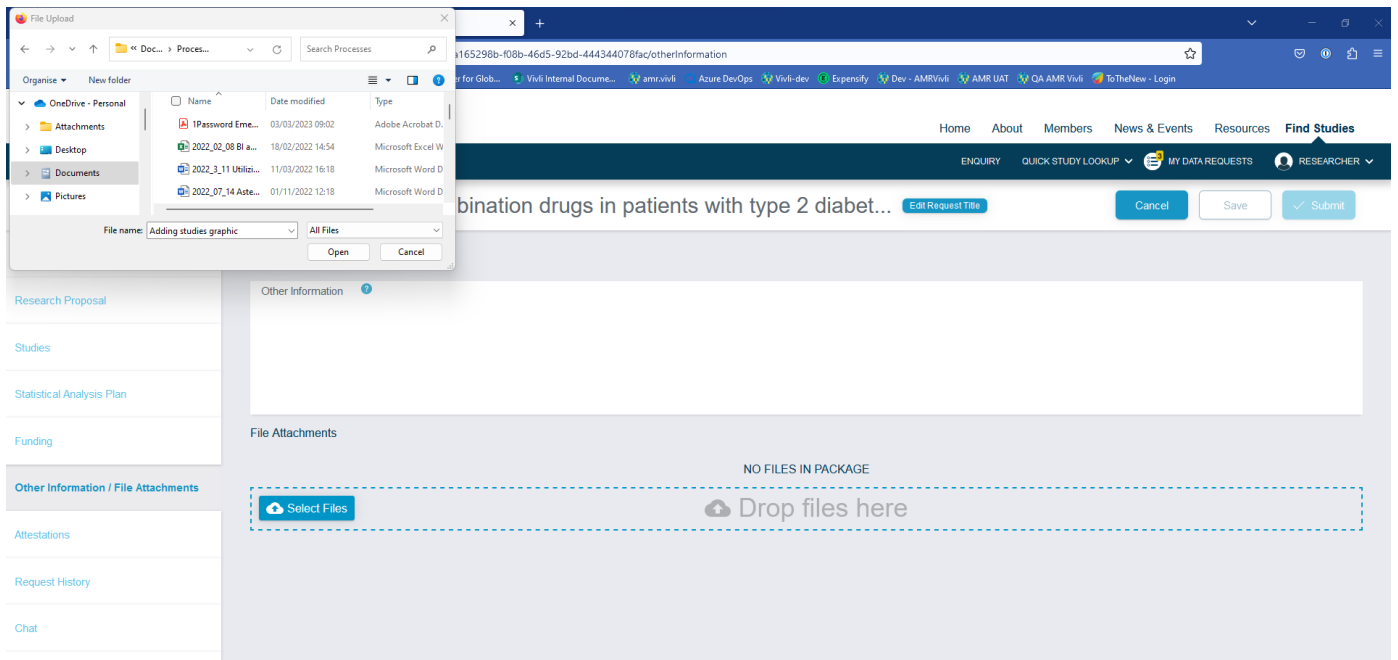 File Upload
« Doc... › Proces...
Search Processes
a165298b-f08b-46d5-92bd-444344078fac/otherInformation
Organise
New folder
er for Glob...
Vivli Internal Docume...
amr.vivli
Azure DevOps
Vivli-dev
Expensify
Dev - AMRVivli
AMR UAT
QA AMR Vivli
ToTheNew - Login
OneDrive - Personal
Attachments
Desktop
Documents
Pictures
Name Date modified Type
1Password Eme... 03/03/2023 09:02 Adobe Acrobat D.
2022_02_08 BI a... 18/02/2022 14:54 Microsoft Excel W
2022_3_11 Utilizi... 11/03/2022 16:18 Microsoft Word D
2022_07_14 Aste... 01/11/2022 12:18 Microsoft Word D
File name: Adding studies graphic
All Files
Open
Cancel
Home About Members News & Events Resources Find Studies
ENQUIRY QUICK STUDY LOOKUP 3 MY DATA REQUESTS RESEARCHER
bination drugs in patients with type 2 diabet...
Edit Request Title
Cancel
Save
Submit
Research Proposal
Studies
Statistical Analysis Plan
Funding
Other Information / File Attachments
Attestations
Request History
Chat
Other Information
File Attachments
NO FILES IN PACKAGE
Select Files
Drop files here